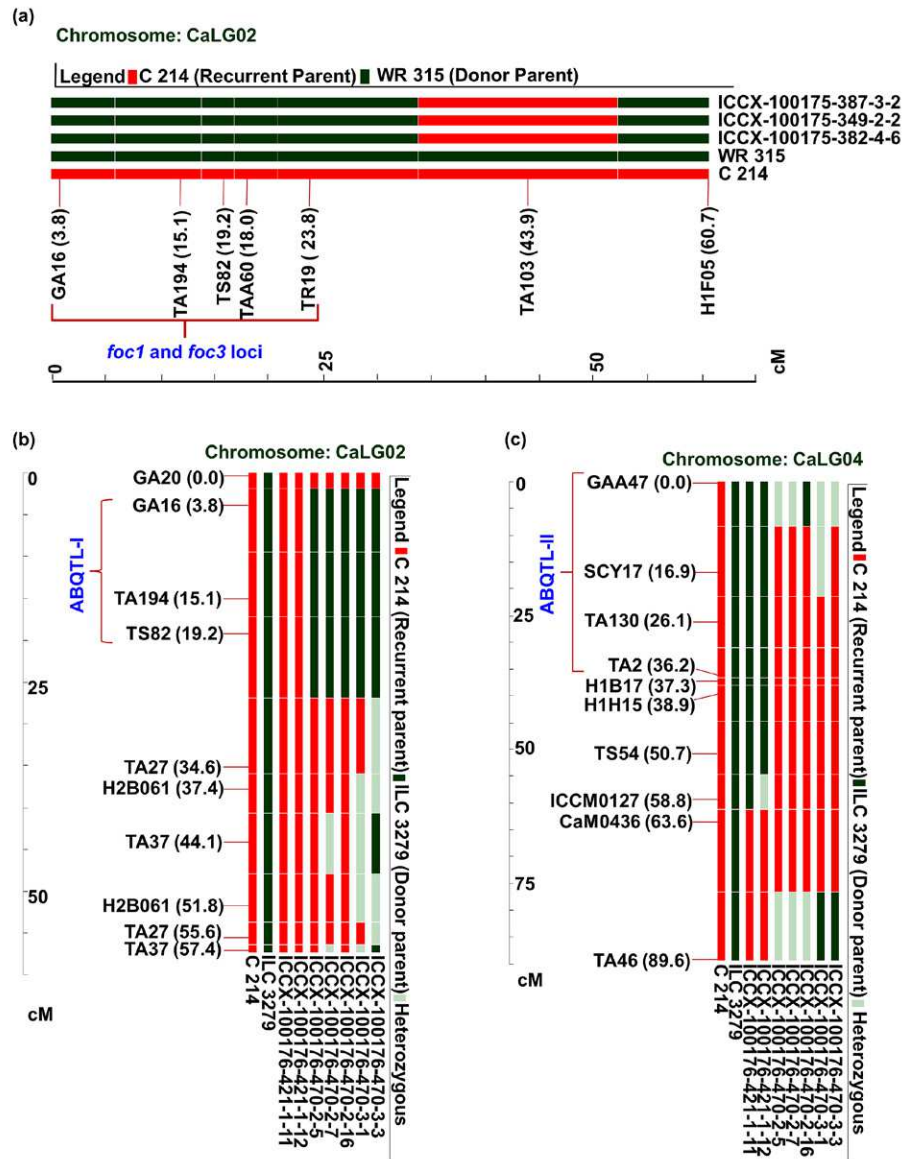 (a)
Chromosome: CaLG02
Legend C 214 (Recurrent Parent) WR 315 (Donor Parent)
ICCX-100175-387-3-2
ICCX-100175-349-2-2
ICCX-100175-382-4-6
WR 315
C 214
GA16 (3.8)
TA194 (15.1)
TS82 (19.2)
TAA60 (18.0)
TR19 ( 23.8)
TA103 (43.9)
H1F05 (60.7)
foc1 and foc3 loci
0
25
50
cM
(b)
Chromosome: CaLG02
0
25
50
cM
ABQTL-I
GA20 (0.0)
GA16 (3.8)
TA194 (15.1)
TS82 (19.2)
TA27 (34.6)
H2B061 (37.4)
TA37 (44.1)
H2B061 (51.8)
TA27 (55.6)
TA37 (57.4)
C 214
ILC 3279
ICCX-100176-421-1-11
ICCX-100176-421-1-12
ICCX-100176-470-2-5
ICCX-100176-470-2-7
ICCX-100176-470-2-16
ICCX-100176-470-3-1
ICCX-100176-470-3-3
Legend C 214 (Recurrent parent) ILC 3279 (Donor parent) Heterozygous
(c)
Chromosome: CaLG04
0
25
50
75
cM
ABQTL-II
GAA47 (0.0)
SCY17 (16.9)
TA130 (26.1)
TA2 (36.2)
H1B17 (37.3)
H1H15 (38.9)
TS54 (50.7)
ICCM0127 (58.8)
CaM0436 (63.6)
TA46 (89.6)
C 214
ILC 3279
ICCX-100176-421-1-11
ICCX-100176-421-1-12
ICCX-100176-470-2-5
ICCX-100176-470-2-7
ICCX-100176-470-2-16
ICCX-100176-470-3-1
ICCX-100176-470-3-3
Legend C 214 (Recurrent parent) ILC 3279 (Donor parent) Heterozygous